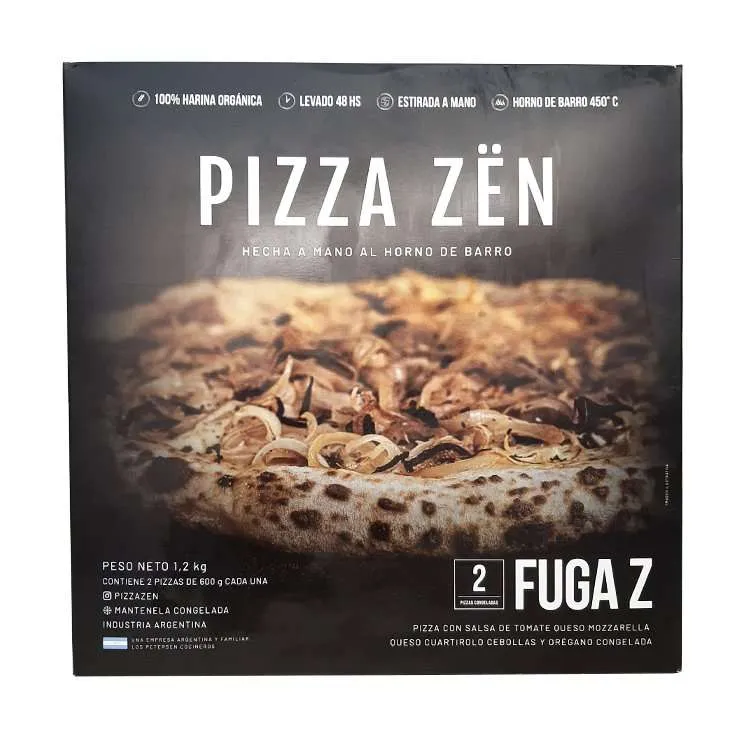 100% HARINA ORGÁNICA
LEVADO 48 HS
ESTIRADA A MANO
HORNO DE BARRO 450° C
PIZZA ZËN
HECHA A MANO AL HORNO DE BARRO
PESO NETO 1,2 kg
CONTIENE 2 PIZZAS DE 600 g CADA UNA
PIZZAZEN
MANTENELA CONGELADA
INDUSTRIA ARGENTINA
UNA EMPRESA ARGENTINA Y FAMILIAR
LOS PETERSEN COCINEROS
2
PIZZAS CONGELADAS
FUGA Z
PIZZA CON SALSA DE TOMATE QUESO MOZZARELLA
QUESO CUARTIROLO CEBOLLAS Y ORÉGANO CONGELADA